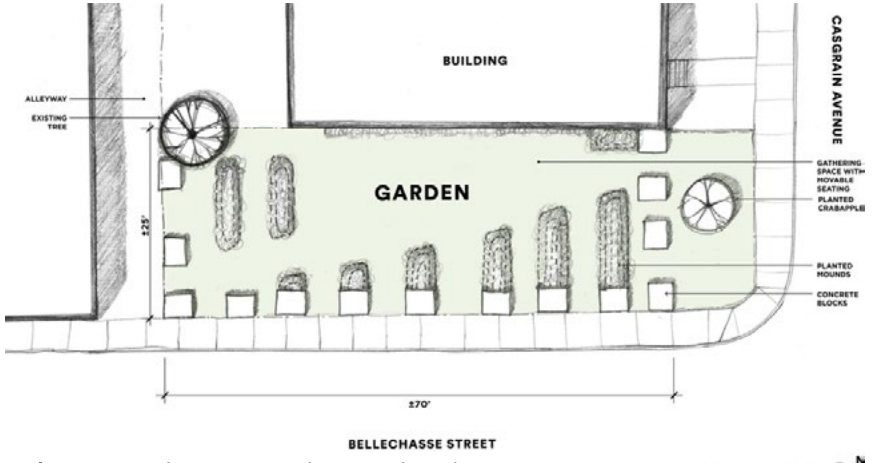 BUILDING
CASGRAIN AVENUE
ALLEYWAY
EXISTING
TREE
GATHERING
SPACE WITH
MOVABLE
SEATING
PLANTED
CRABAPPLE
GARDEN
±25'
PLANTED
MOUNDS
CONCRETE
BLOCKS
±70'
BELLECHASSE STREET
N